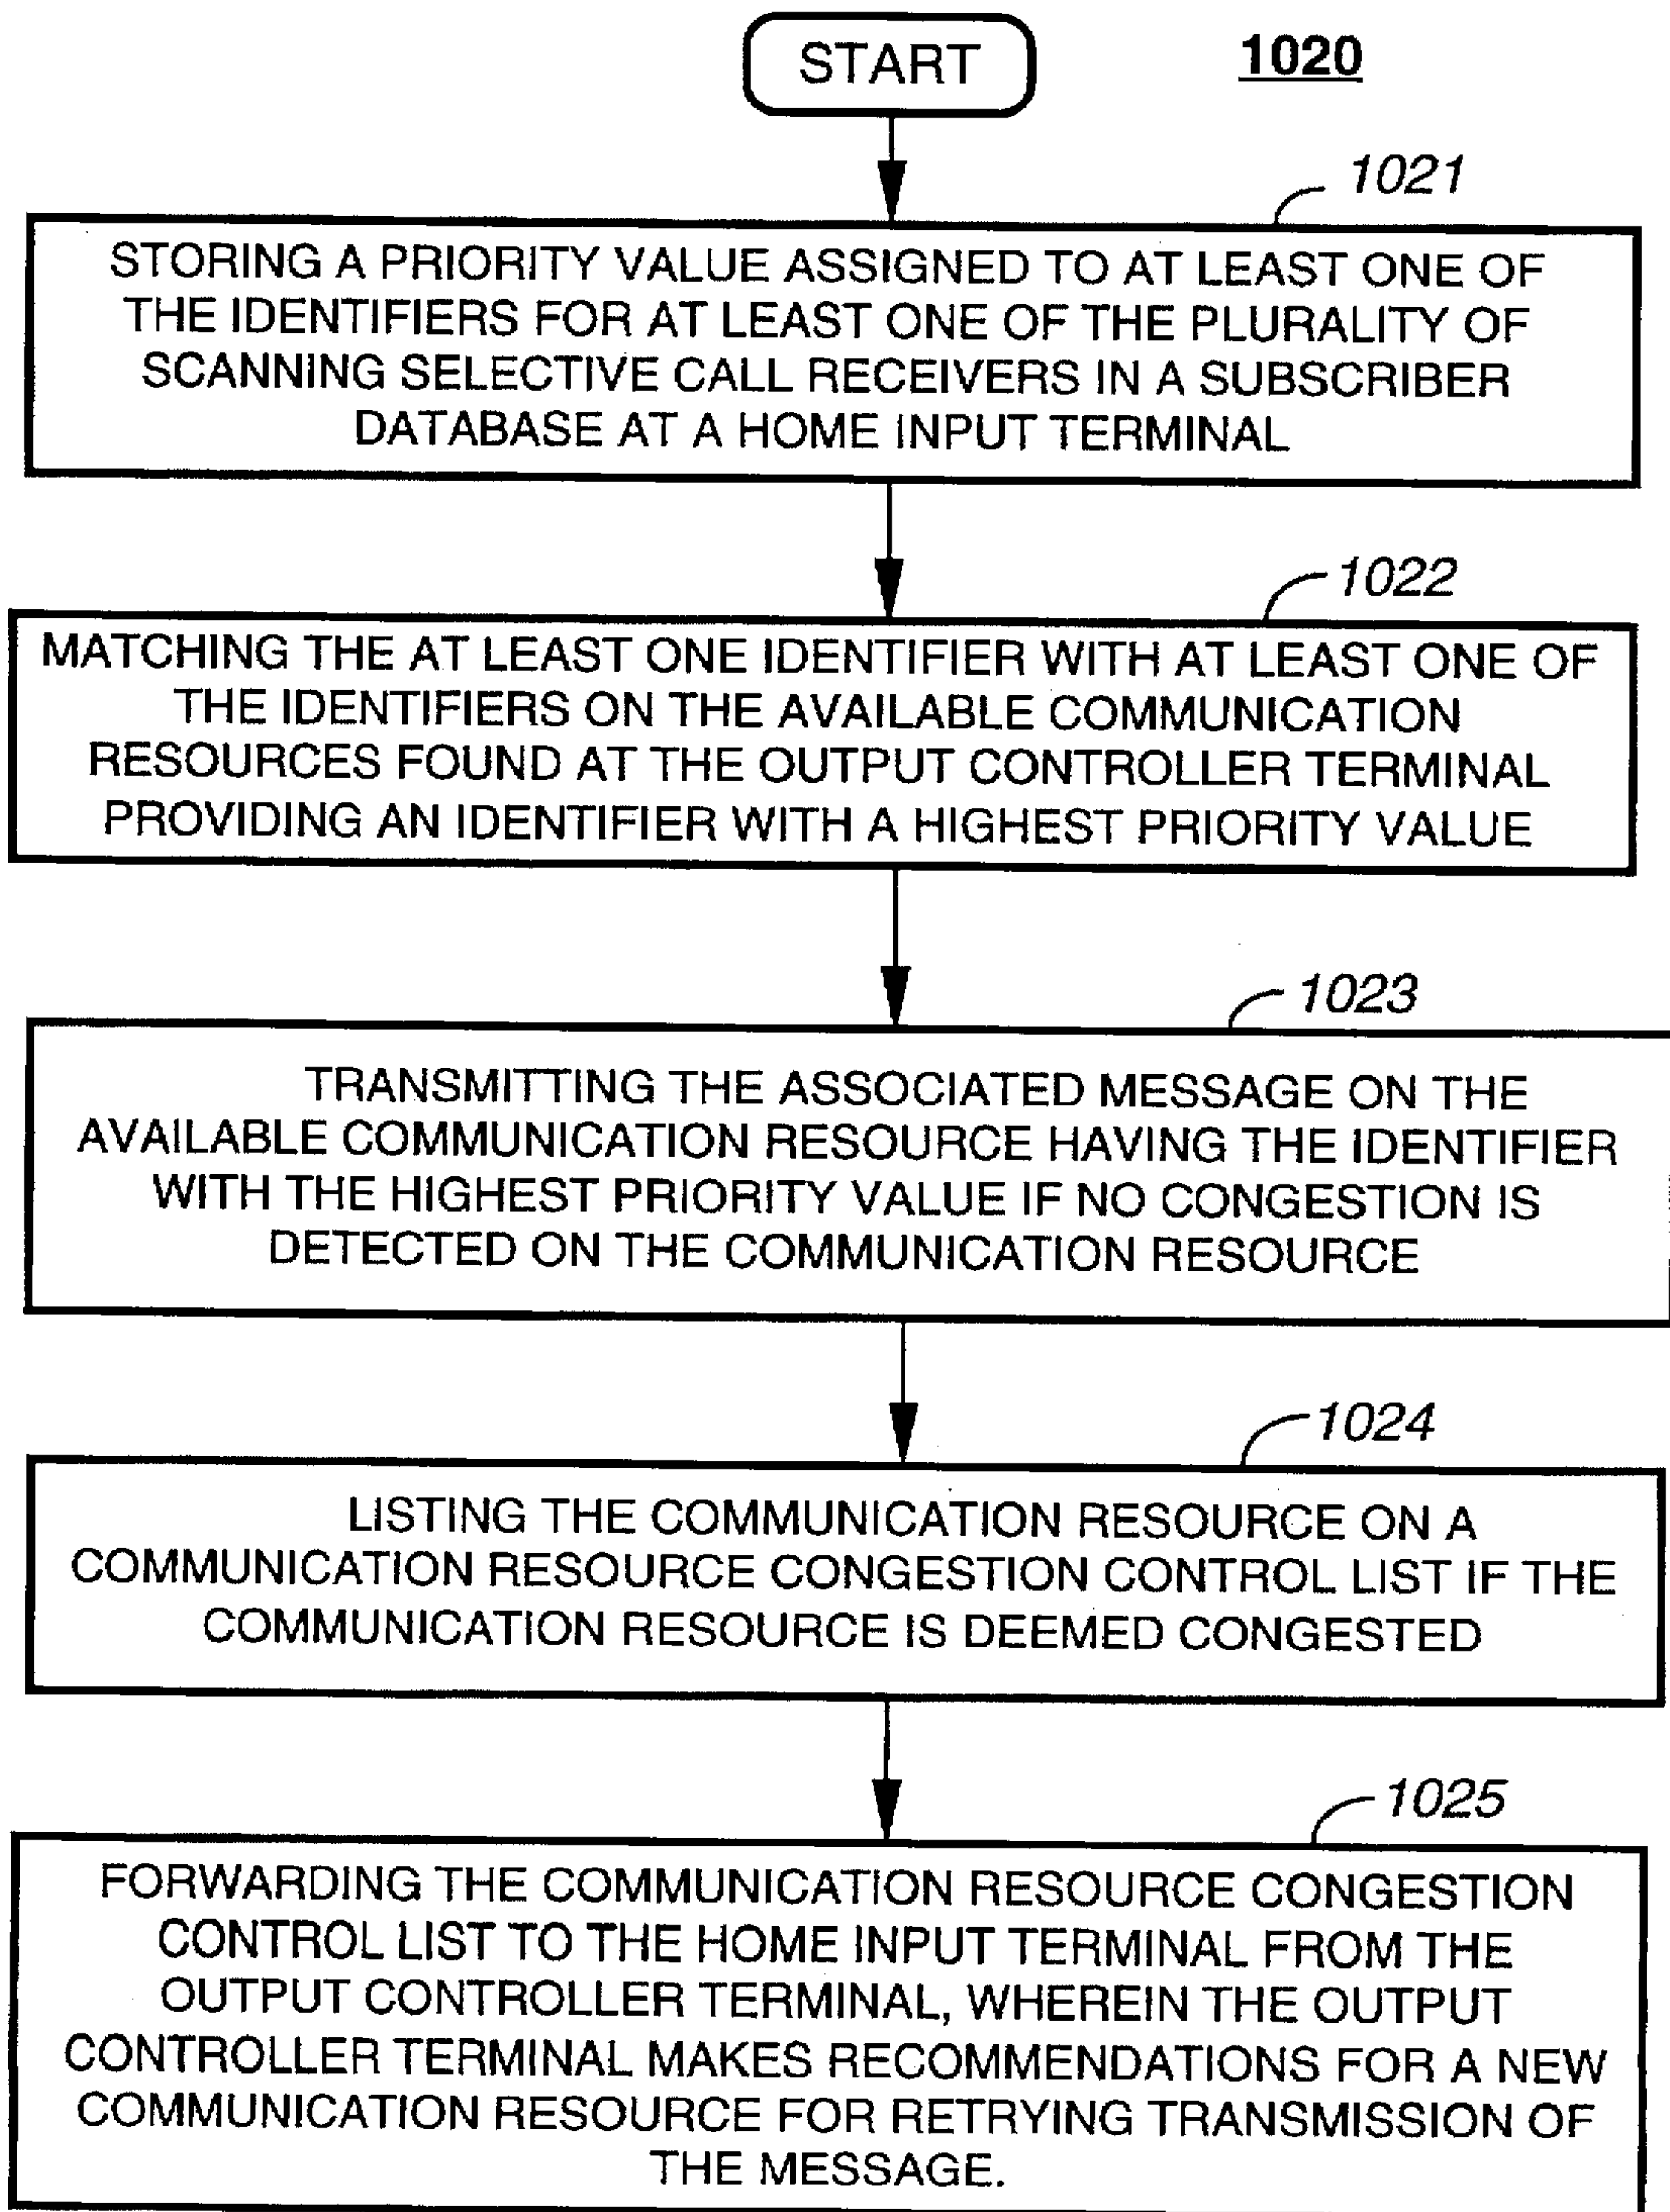 START
1020
1021
STORING A PRIORITY VALUE ASSIGNED TO AT LEAST ONE OF
THE IDENTIFIERS FOR AT LEAST ONE OF THE PLURALITY OF
SCANNING SELECTIVE CALL RECEIVERS IN A SUBSCRIBER
DATABASE AT A HOME INPUT TERMINAL
1022
MATCHING THE AT LEAST ONE IDENTIFIER WITH AT LEAST ONE OF
THE IDENTIFIERS ON THE AVAILABLE COMMUNICATION
RESOURCES FOUND AT THE OUTPUT CONTROLLER TERMINAL
PROVIDING AN IDENTIFIER WITH A HIGHEST PRIORITY VALUE
1023
TRANSMITTING THE ASSOCIATED MESSAGE ON THE
AVAILABLE COMMUNICATION RESOURCE HAVING THE IDENTIFIER
WITH THE HIGHEST PRIORITY VALUE IF NO CONGESTION IS
DETECTED ON THE COMMUNICATION RESOURCE
1024
LISTING THE COMMUNICATION RESOURCE ON A
COMMUNICATION RESOURCE CONGESTION CONTROL LIST IF THE
COMMUNICATION RESOURCE IS DEEMED CONGESTED
1025
FORWARDING THE COMMUNICATION RESOURCE CONGESTION
CONTROL LIST TO THE HOME INPUT TERMINAL FROM THE
OUTPUT CONTROLLER TERMINAL, WHEREIN THE OUTPUT
CONTROLLER TERMINAL MAKES RECOMMENDATIONS FOR A NEW
COMMUNICATION RESOURCE FOR RETRYING TRANSMISSION OF
THE MESSAGE.